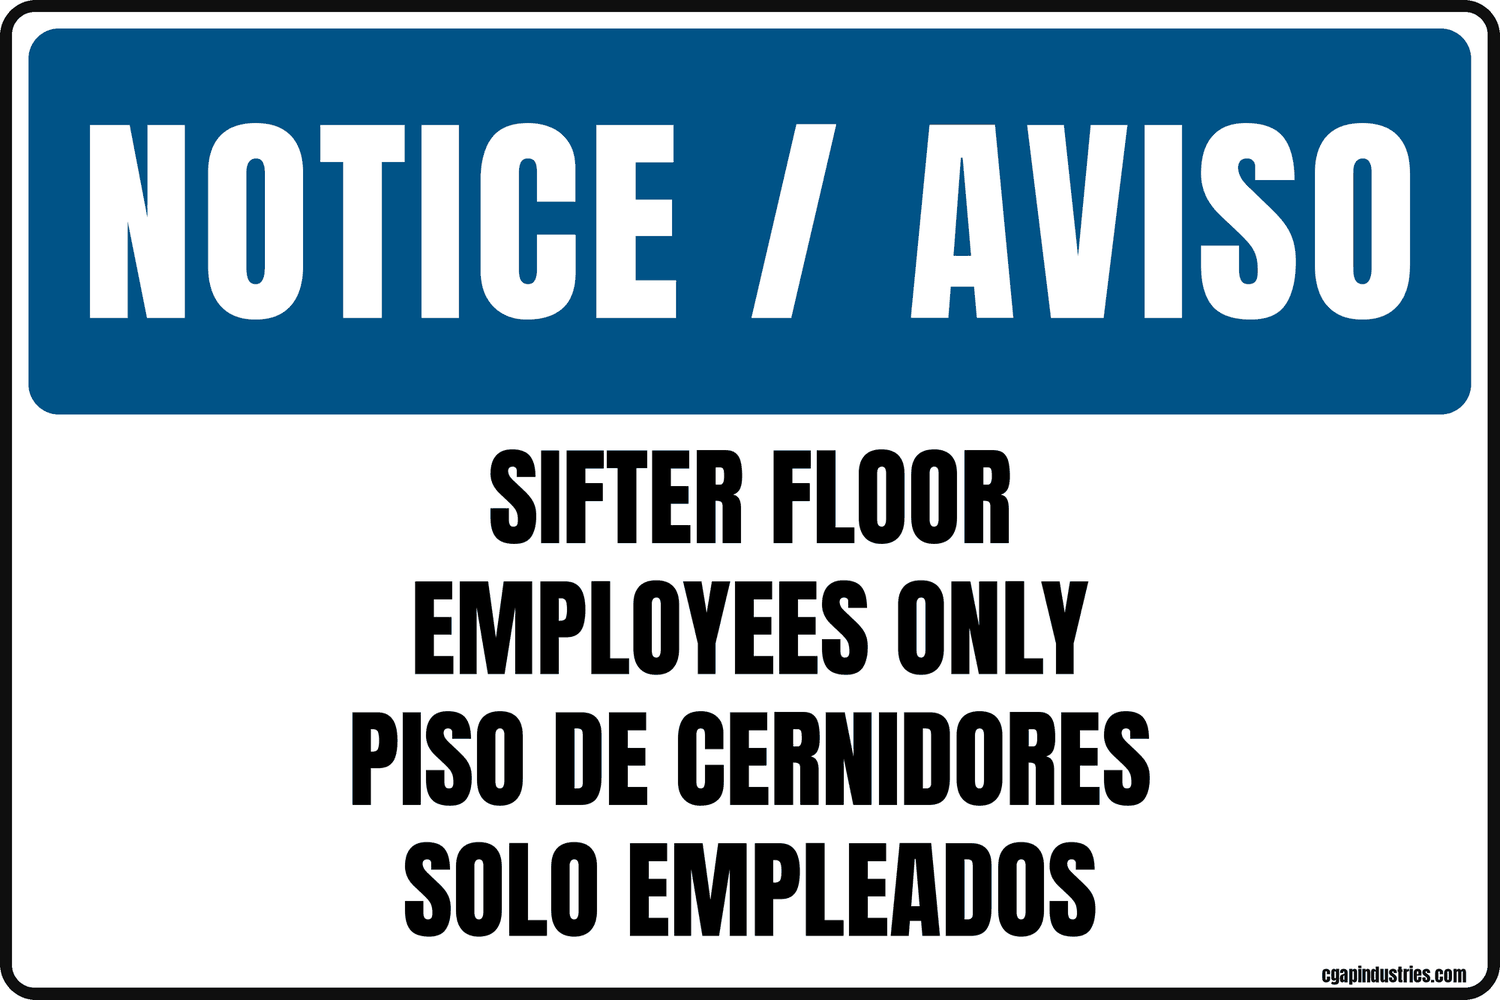 NOTICE / AVISO
SIFTER FLOOR
EMPLOYEES ONLY
PISO DE CERNIDORES
SOLO EMPLEADOS
cgapindustries.com